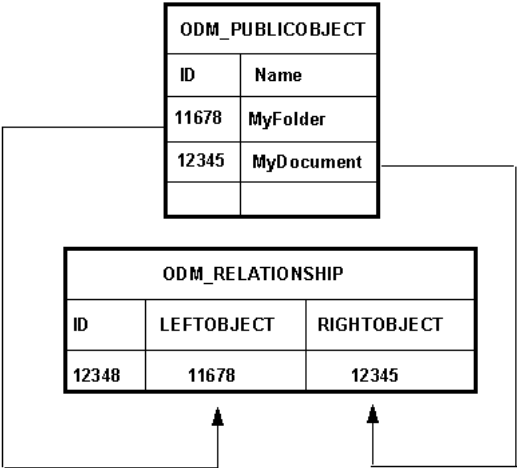 ODM_PUBLICOBJECT
ID Name
11678 MyFolder
12345 MyDocument
ODM_RELATIONSHIP
ID LEFTOBJECT RIGHTOBJECT
12348 11678 12345